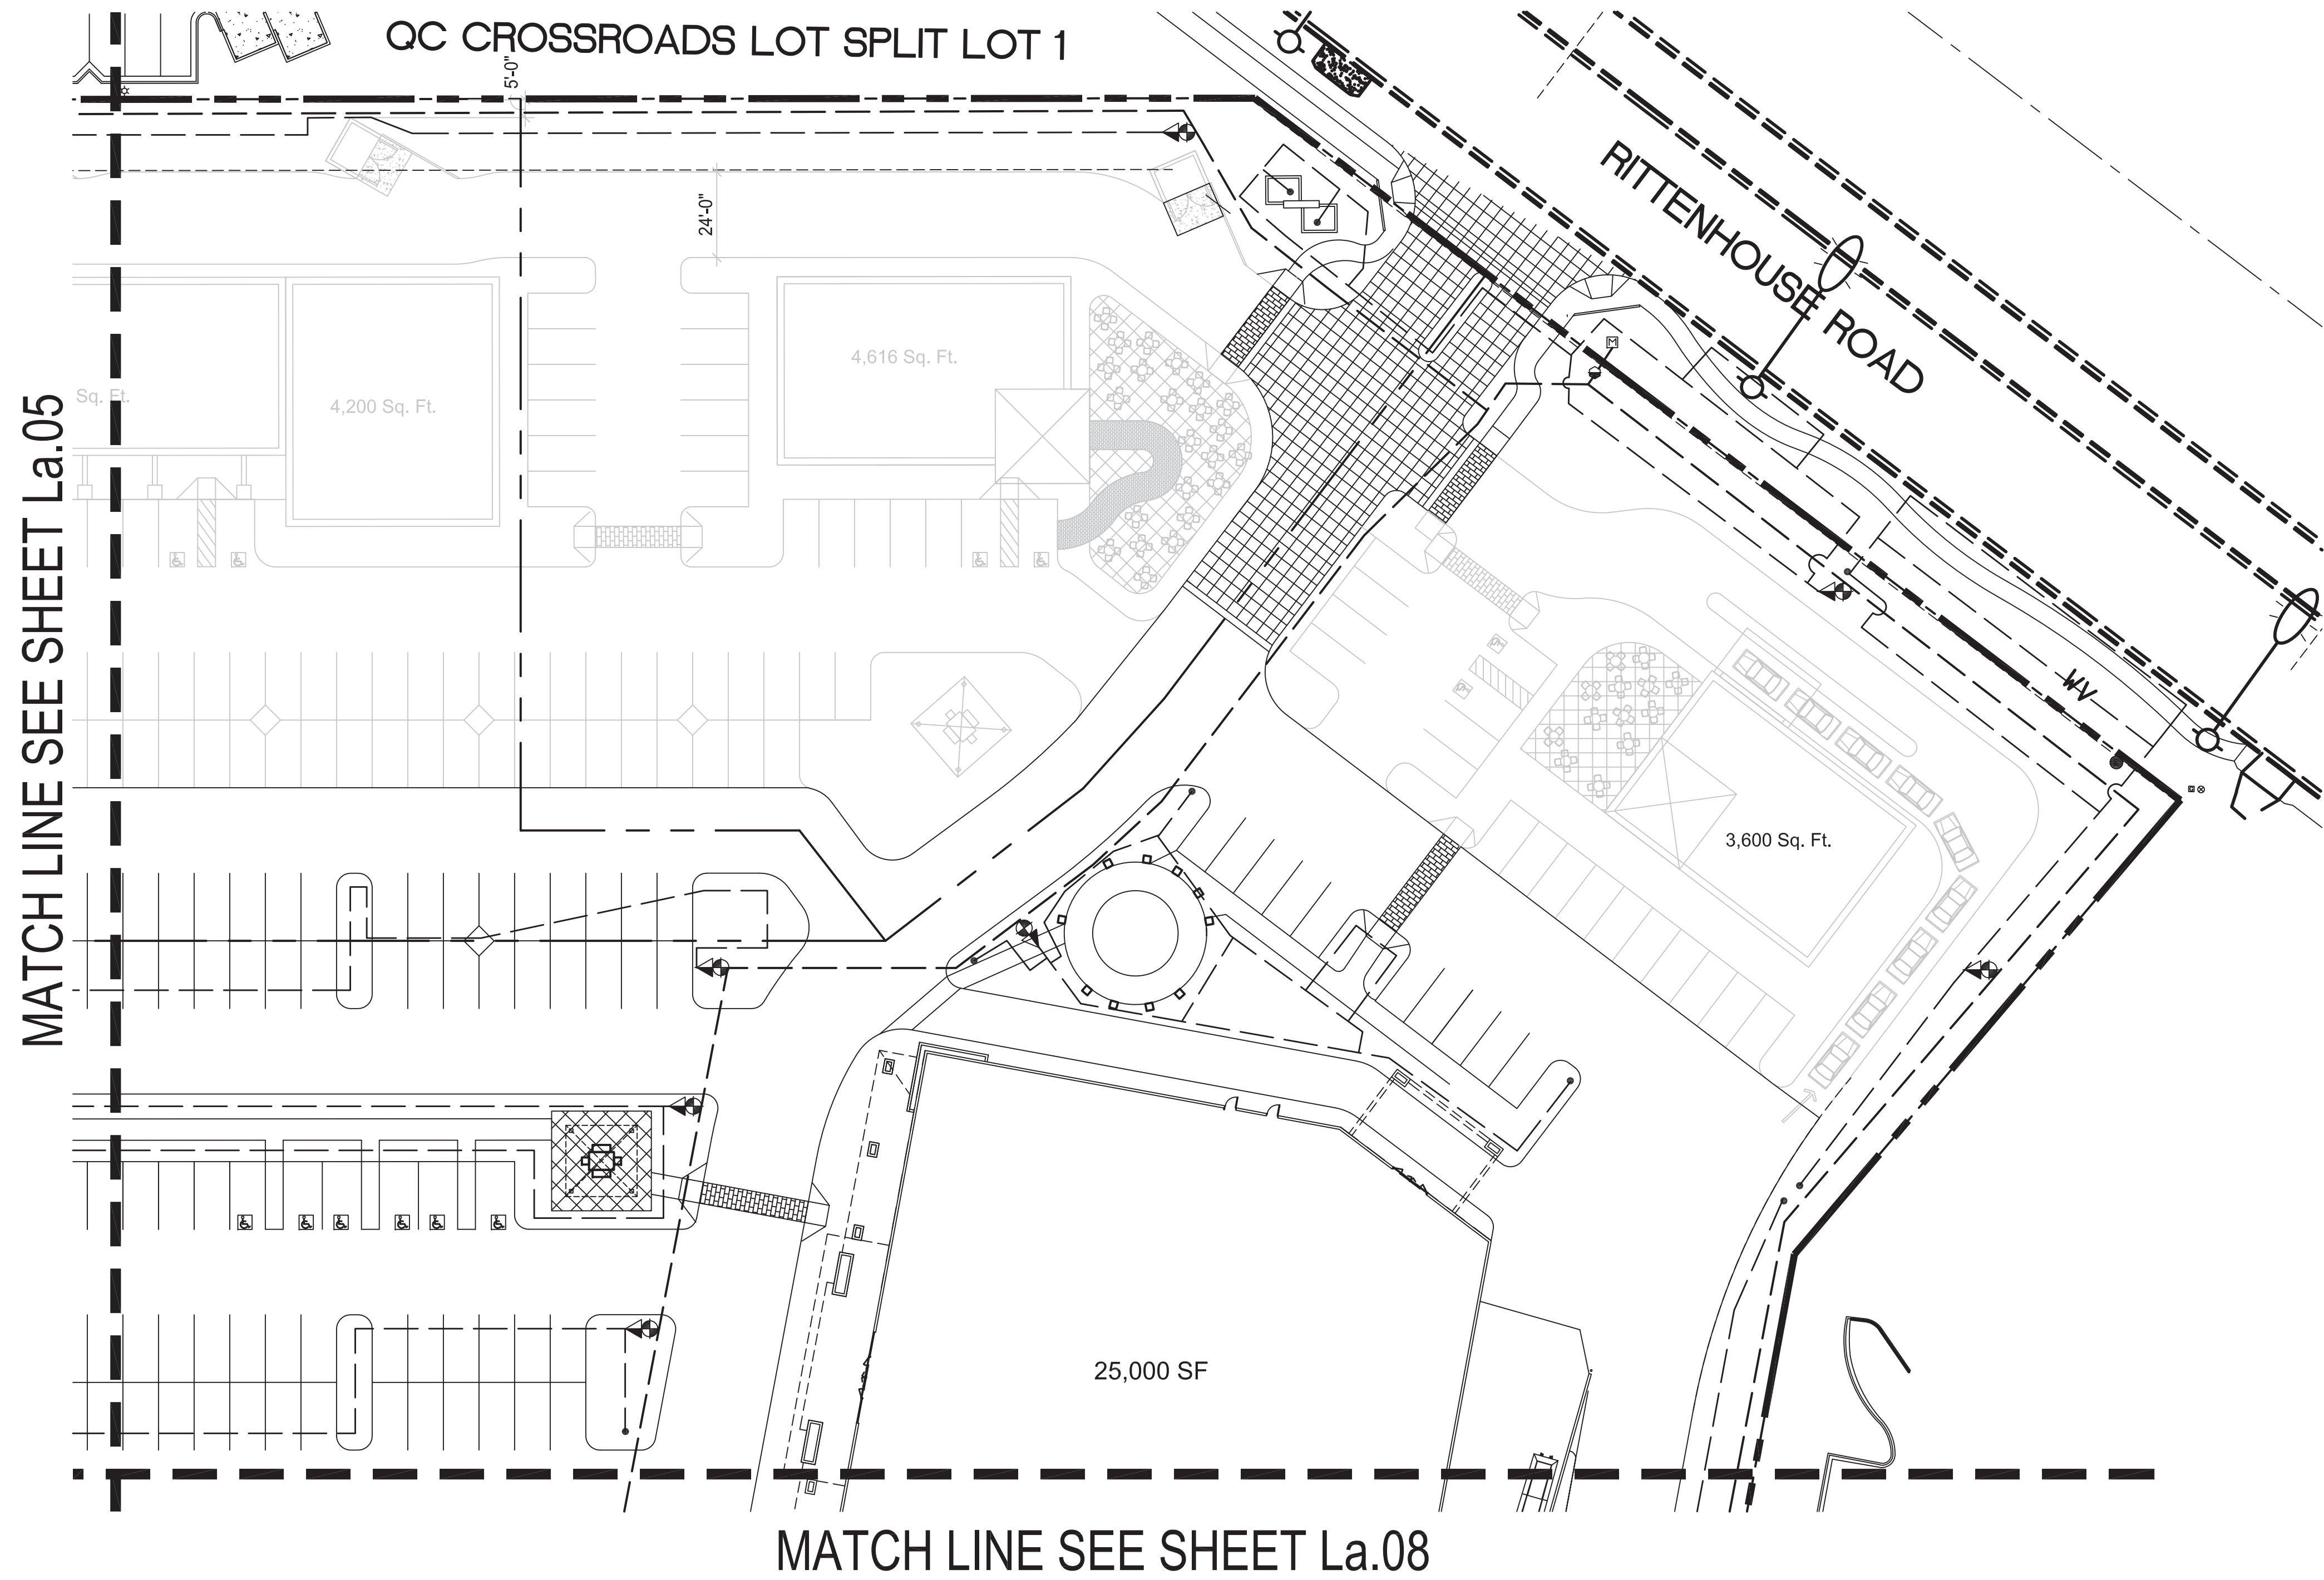 QC CROSSROADS LOT SPLIT LOT 1
5'-0"
RITTENHOUSE ROAD
24'-0"
4,616 Sq. Ft.
Sq. Ft.
4,200 Sq. Ft.
M
MATCH LINE SEE SHEET La.05
WV
3,600 Sq. Ft.
25,000 SF
MATCH LINE SEE SHEET La.08